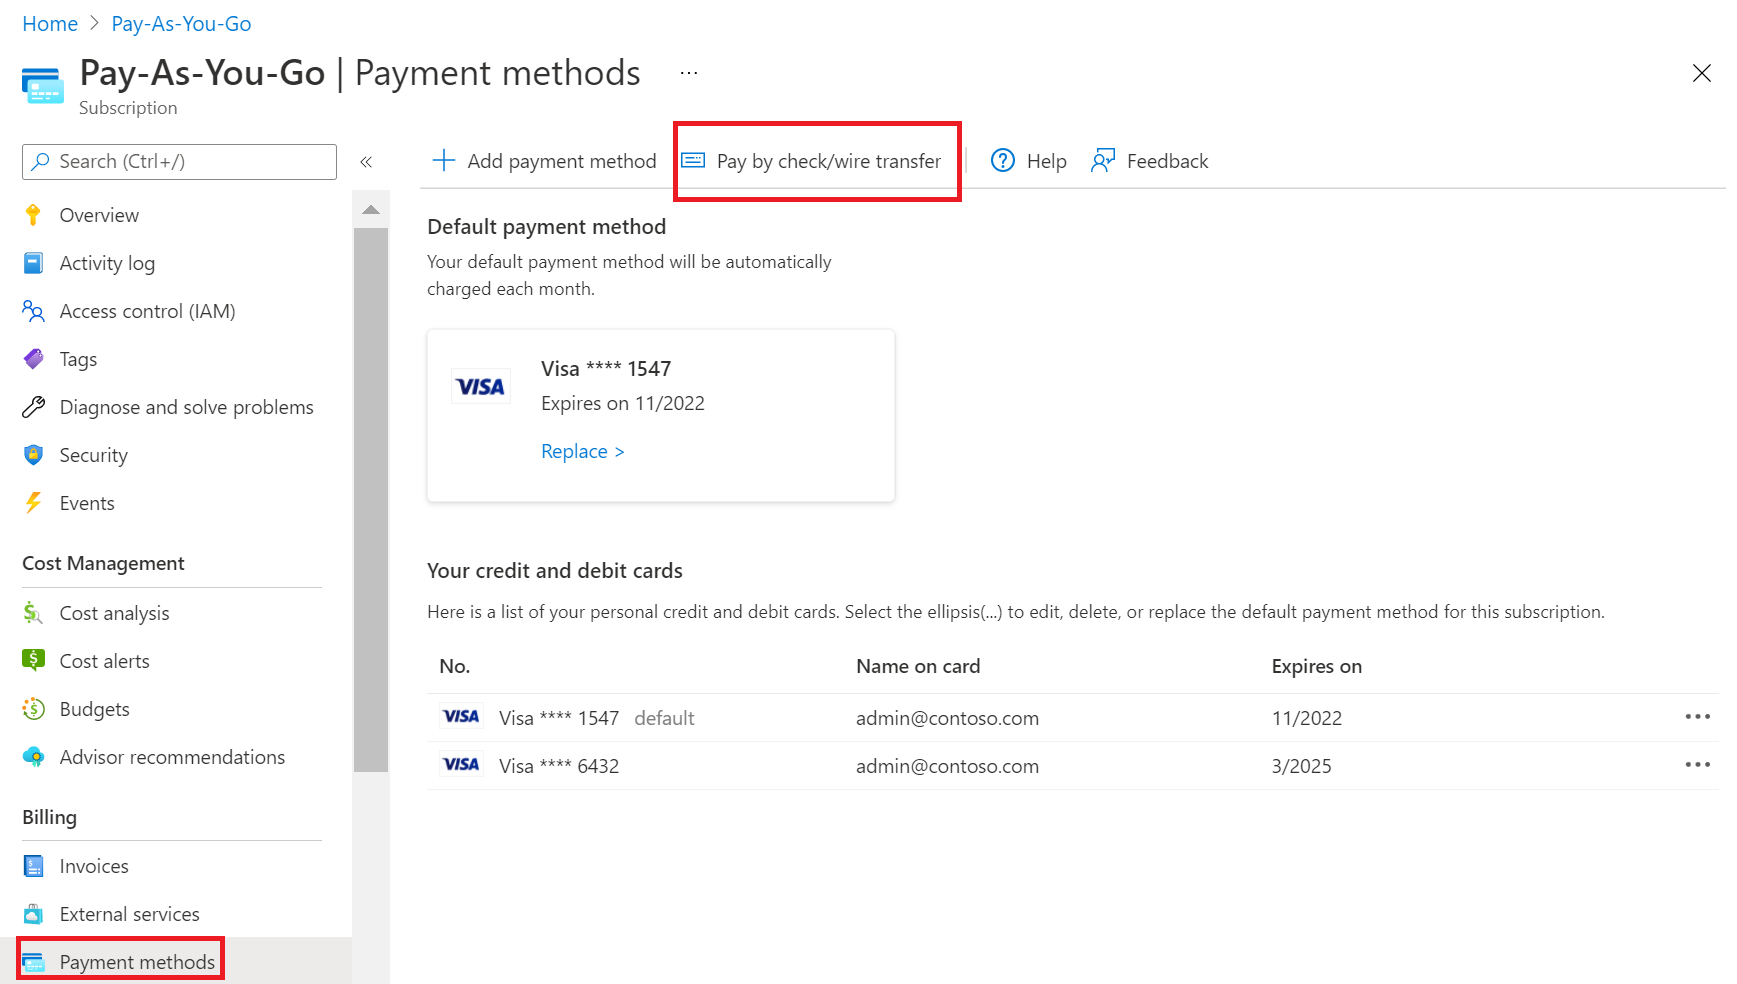 Home > Pay-As-You-Go
Pay-As-You-Go | Payment methods ...
Subscription
Search (Ctrl+/) «
Overview
Activity log
Access control (IAM)
Tags
Diagnose and solve problems
Security
Events
Cost Management
Cost analysis
Cost alerts
Budgets
Advisor recommendations
Billing
Invoices
External services
Payment methods
Add payment method Pay by check/wire transfer Help Feedback
Default payment method
Your default payment method will be automatically
charged each month.
VISA
Visa **** 1547
Expires on 11/2022
Replace >
Your credit and debit cards
Here is a list of your personal credit and debit cards. Select the ellipsis(...) to edit, delete, or replace the default payment method for this subscription.
No. Name on card Expires on
VISA Visa **** 1547 default admin@contoso.com 11/2022 ...
VISA Visa **** 6432 admin@contoso.com 3/2025 ...